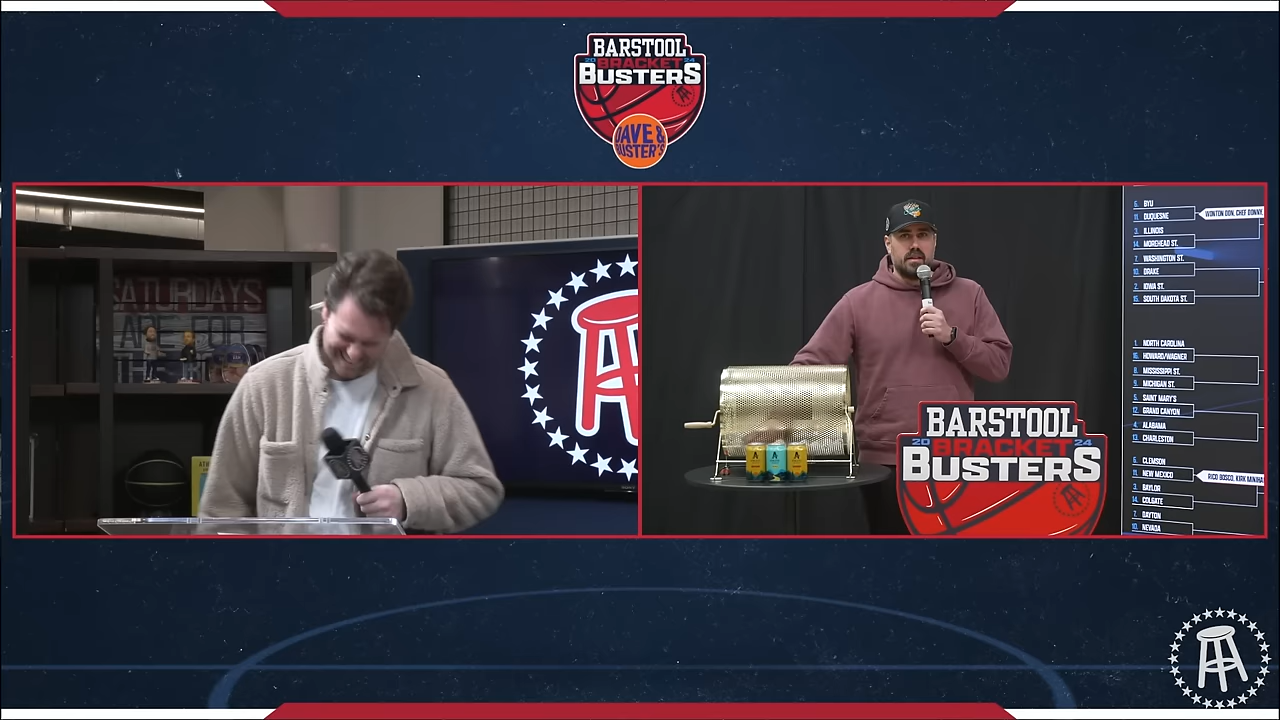 BARSTOOL
20 BRACKET 24
BUSTERS
DAVE &
BUSTER'S
SATURDAYS
ARE FOR
THE
6. BYU
11. DUQUESNE
WONTON DON, CHEF DONNY,
3. ILLINOIS
14. MOREHEAD ST.
7. WASHINGTON ST.
10. DRAKE
2. IOWA ST.
15. SOUTH DAKOTA ST.
1. NORTH CAROLINA
16. HOWARD/WAGNER
8. MISSISSIPPI ST.
9. MICHIGAN ST.
5. SAINT MARY'S
12. GRAND CANYON
4. ALABAMA
13. CHARLESTON
6. CLEMSON
11. NEW MEXICO
RICO BOSCO, KIRK MINIHA
3. BAYLOR
14. COLGATE
7. DAYTON
10. NEVADA
BARSTOOL
20 BRACKET 24
BUSTERS